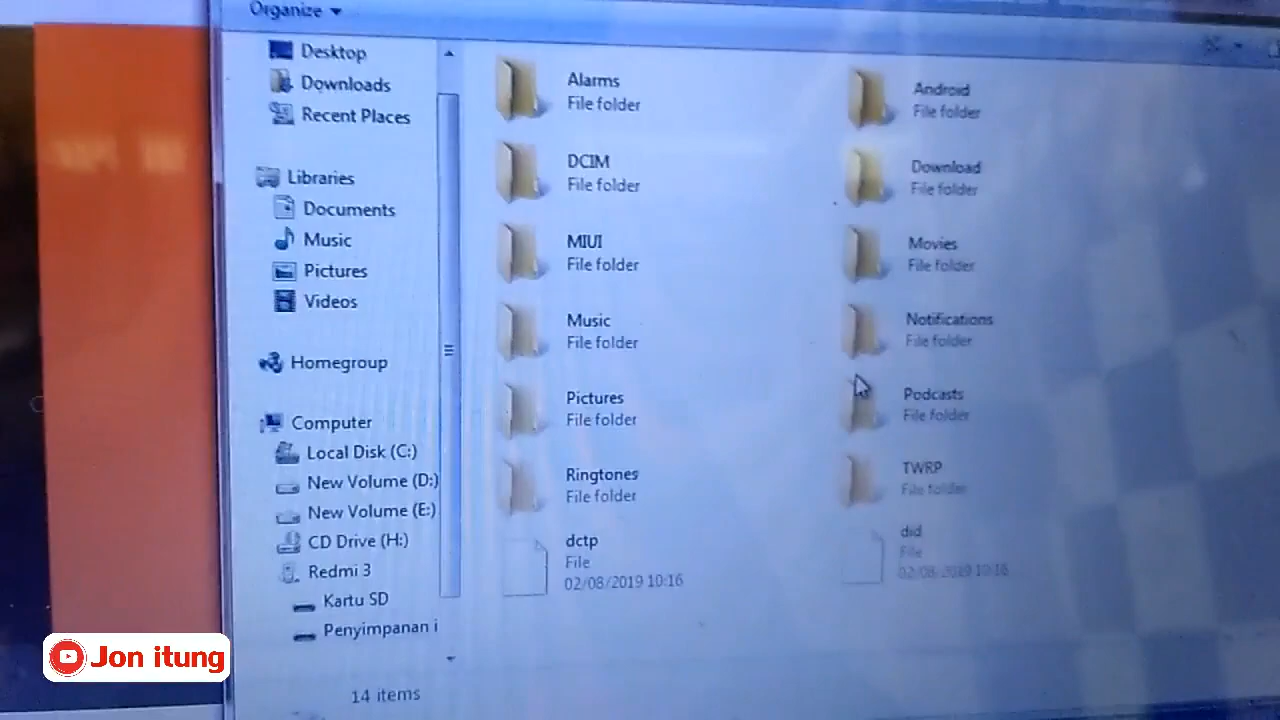 Organize
Desktop
Downloads
Recent Places
Libraries
Documents
Music
Pictures
Videos
Homegroup
Computer
Local Disk (C:)
New Volume (D:)
New Volume (E:)
CD Drive (H:)
Redmi 3
Kartu SD
Penyimpanan i
Alarms
File folder
Android
File folder
DCIM
File folder
Download
File folder
MIUI
File folder
Movies
File folder
Music
File folder
Notifications
File folder
Pictures
File folder
Podcasts
File folder
Ringtones
File folder
TWRP
File folder
dctp
File
02/08/2019 10:16
did
File
02/08/2019 10:16
14 items
Jon itung